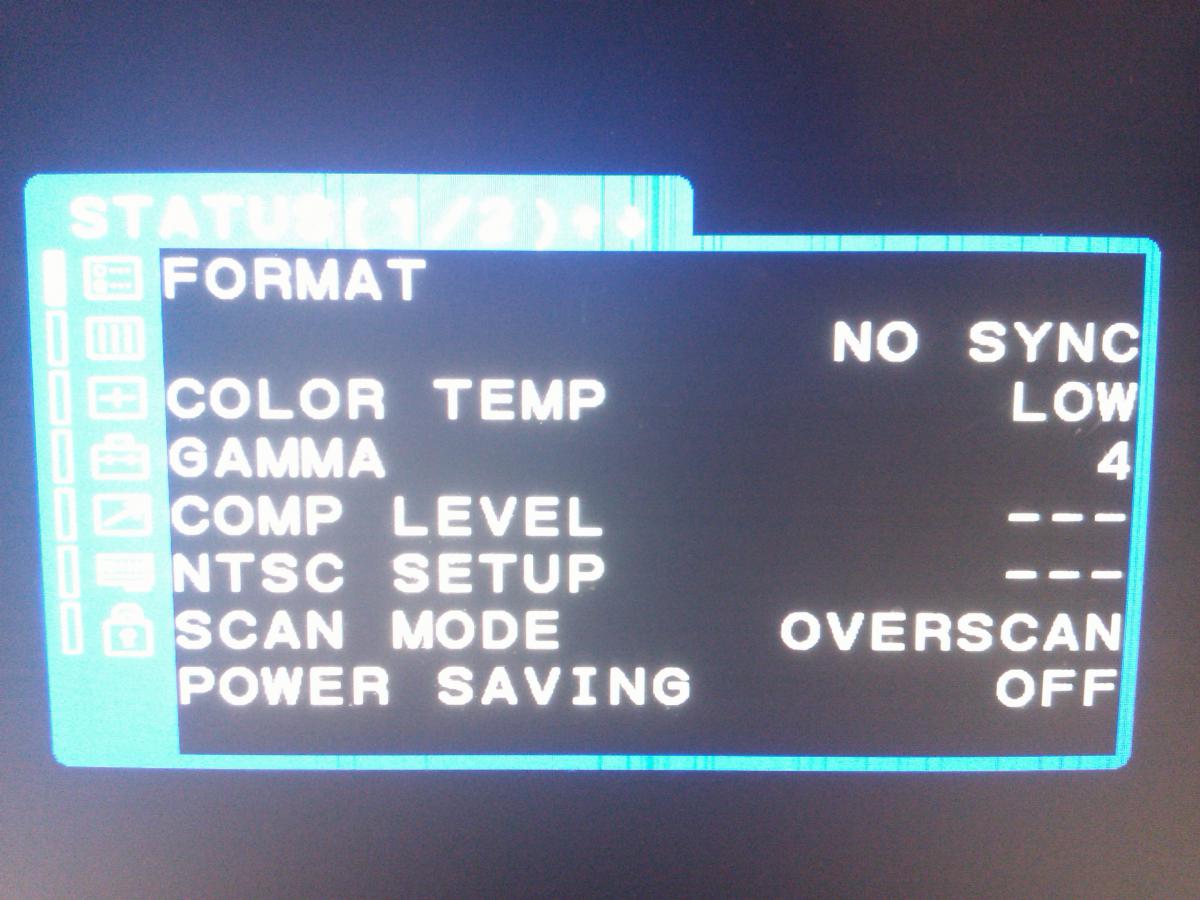 STATUS(1/2)↑↓
FORMAT
NO SYNC
COLOR TEMP LOW
GAMMA 4
COMP LEVEL ---
NTSC SETUP ---
SCAN MODE OVERSCAN
POWER SAVING OFF